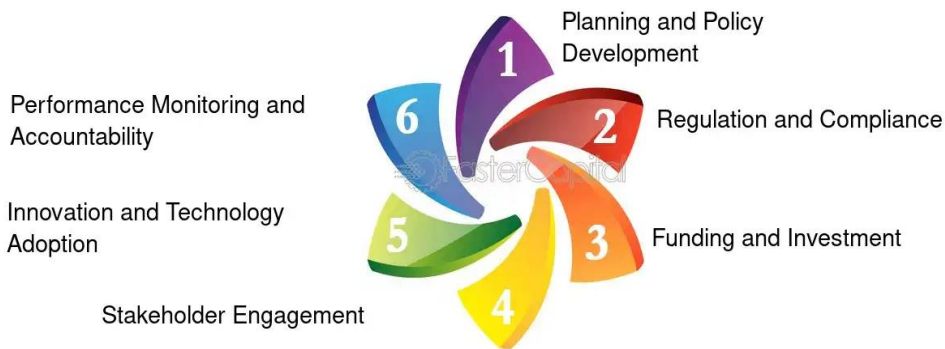 1
Planning and Policy
Development
2
Regulation and Compliance
3
Funding and Investment
4
Stakeholder Engagement
5
Innovation and Technology
Adoption
6
Performance Monitoring and
Accountability
FasterCapital